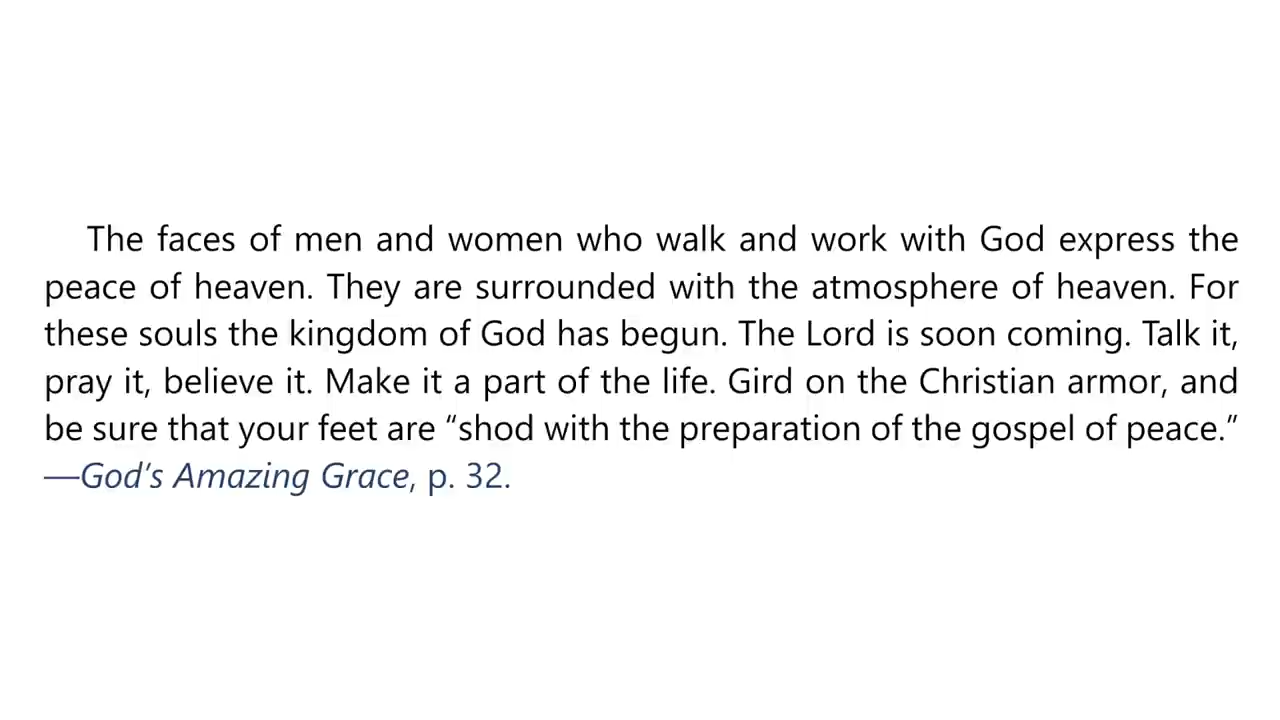 The faces of men and women who walk and work with God express the
peace of heaven. They are surrounded with the atmosphere of heaven. For
these souls the kingdom of God has begun. The Lord is soon coming. Talk it,
pray it, believe it. Make it a part of the life. Gird on the Christian armor, and
be sure that your feet are “shod with the preparation of the gospel of peace.”
—God’s Amazing Grace, p. 32.